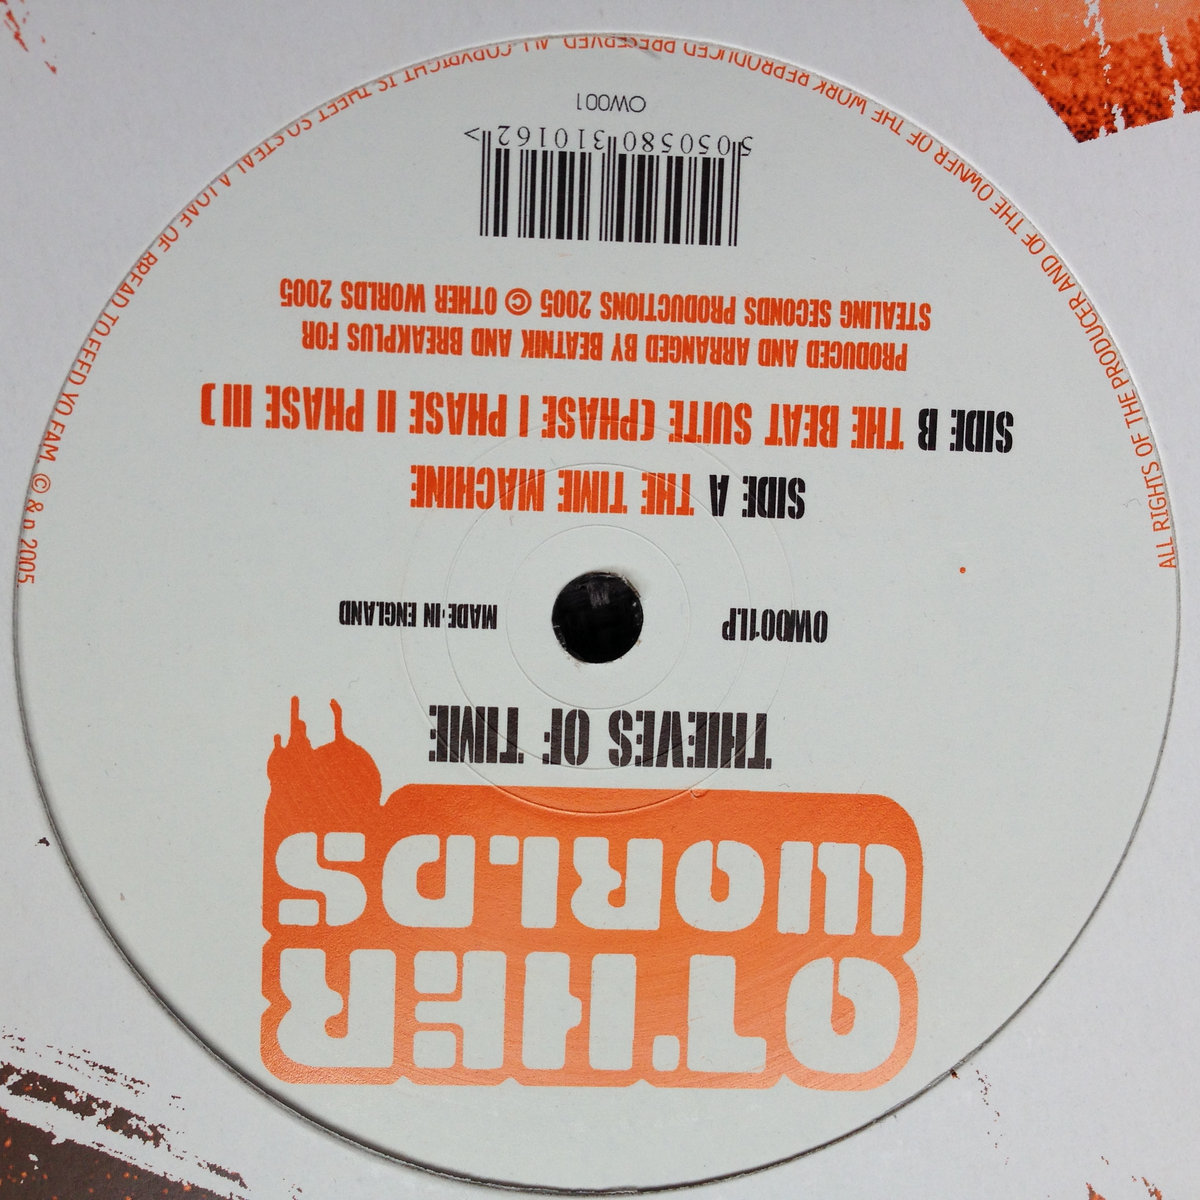 OTHER
WORLDS
THIEVES OF TIME
OW001LP
MADE IN ENGLAND
SIDE A THE TIME MACHINE
SIDE B THE BEAT SUITE (PHASE I PHASE II PHASE III)
PRODUCED AND ARRANGED BY BEATNIK AND BREAKPLUS FOR
STEALING SECONDS PRODUCTIONS 2005 © OTHER WORLDS 2005
5 050580 310162 >
OW001
ALL RIGHTS OF THE PRODUCER AND OF THE OWNER OF THE WORK REPRODUCED PRECERVED. ALL COPYRIGHT IS THEFT SO STEAL A LOAF OF BREAD TO FEED YO FAM. © & p 2005